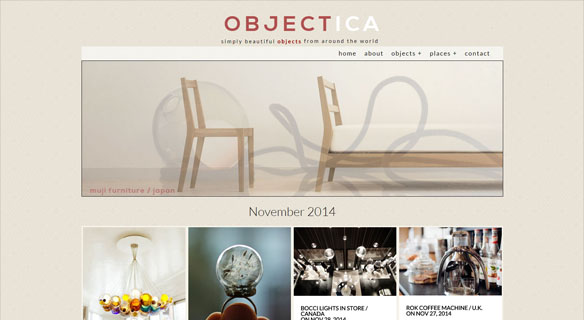 OBJECTICA
simply beautiful objects from around the world
home about objects + places + contact
muji furniture / japan
November 2014
BOCCI LIGHTS IN STORE /
CANADA
ON NOV 28, 2014
ROK COFFEE MACHINE / U.K.
ON NOV 27, 2014